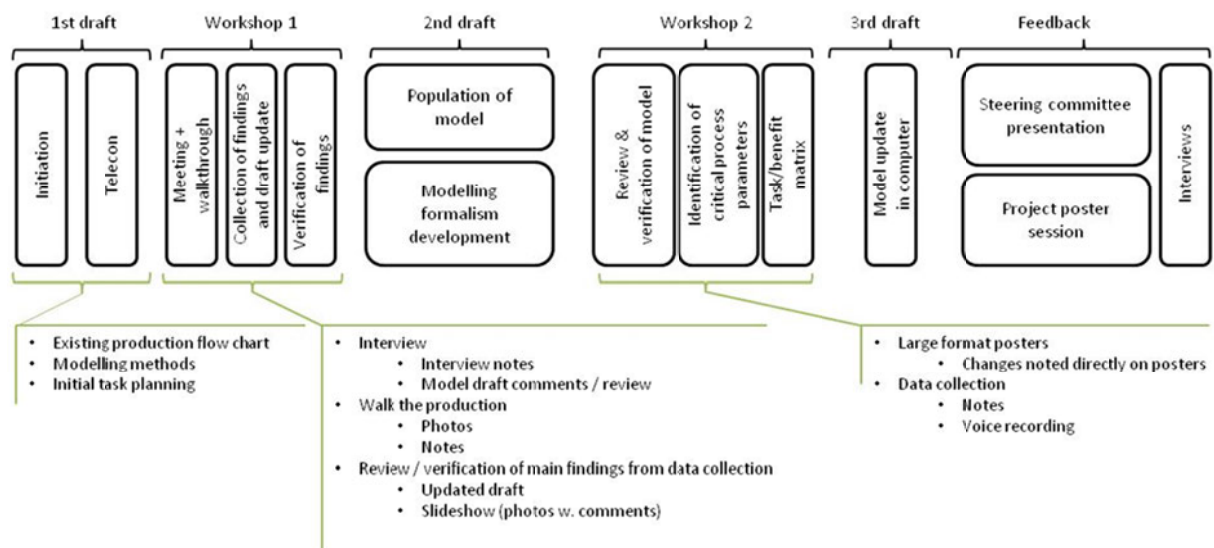 1st draft
Workshop 1
2nd draft
Workshop 2
3rd draft
Feedback
Initiation
Telecon
Meeting +
walkthrough
Collection of findings
and draft update
Verification of
findings
Population of
model
Modelling
formalism
development
Review &
verification of model
Identification of
critical process
parameters
Task/benefit
matrix
Model update
in computer
Steering committee
presentation
Project poster
session
Interviews
• Existing production flow chart
• Modelling methods
• Initial task planning
• Interview
• Interview notes
• Model draft comments / review
• Walk the production
• Photos
• Notes
• Review / verification of main findings from data collection
• Updated draft
• Slideshow (photos w. comments)
• Large format posters
• Changes noted directly on posters
• Data collection
• Notes
• Voice recording